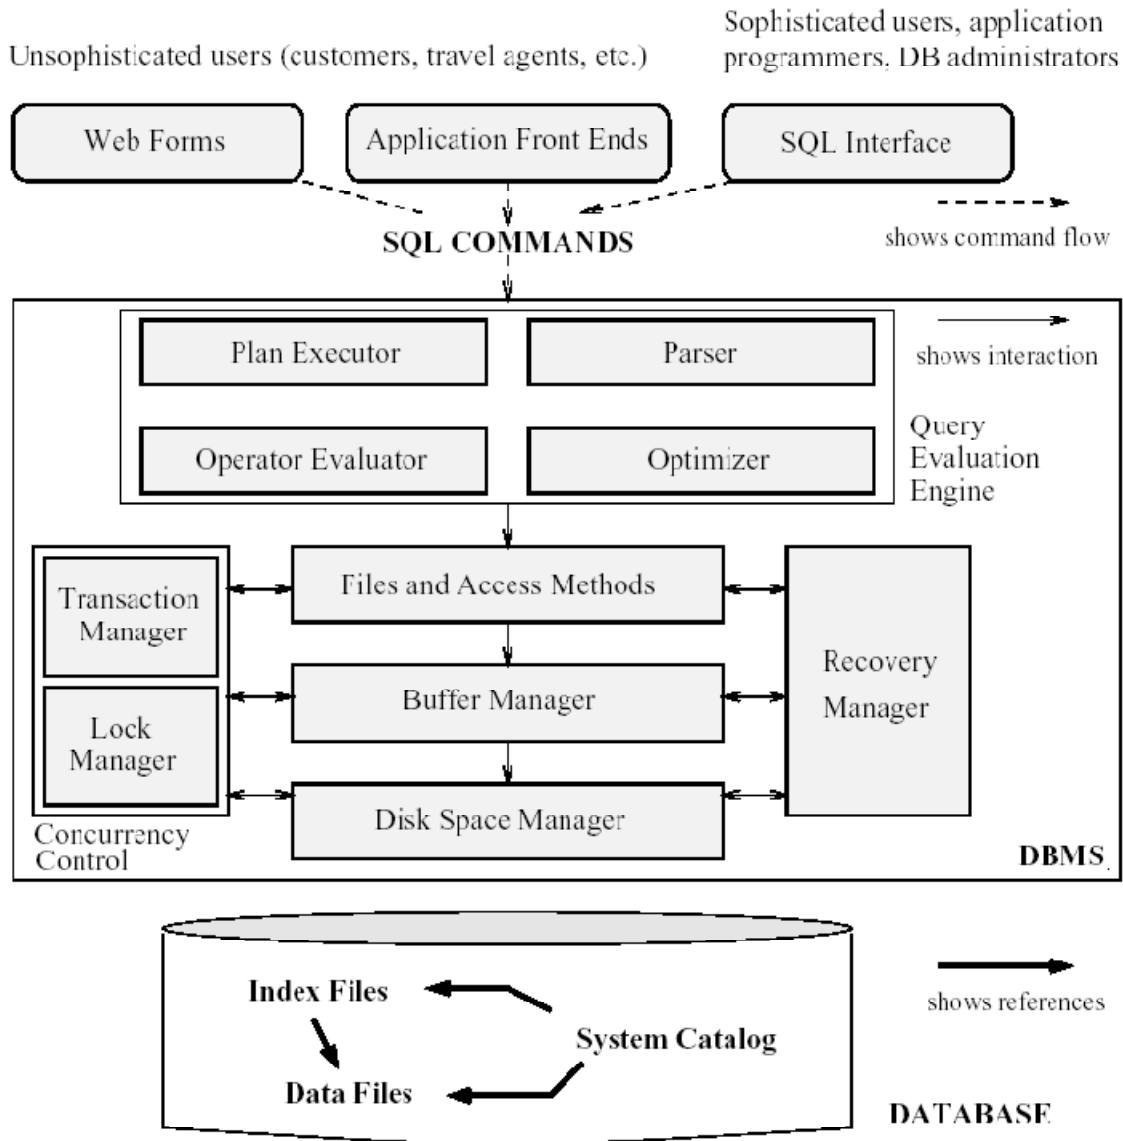 Unsophisticated users (customers, travel agents, etc.)
Sophisticated users, application
programmers, DB administrators
Web Forms
Application Front Ends
SQL Interface
SQL COMMANDS
shows command flow
Plan Executor
Parser
shows interaction
Operator Evaluator
Optimizer
Query
Evaluation
Engine
Transaction
Manager
Files and Access Methods
Recovery
Manager
Buffer Manager
Lock
Manager
Disk Space Manager
Concurrency
Control
DBMS
Index Files
System Catalog
Data Files
shows references
DATABASE